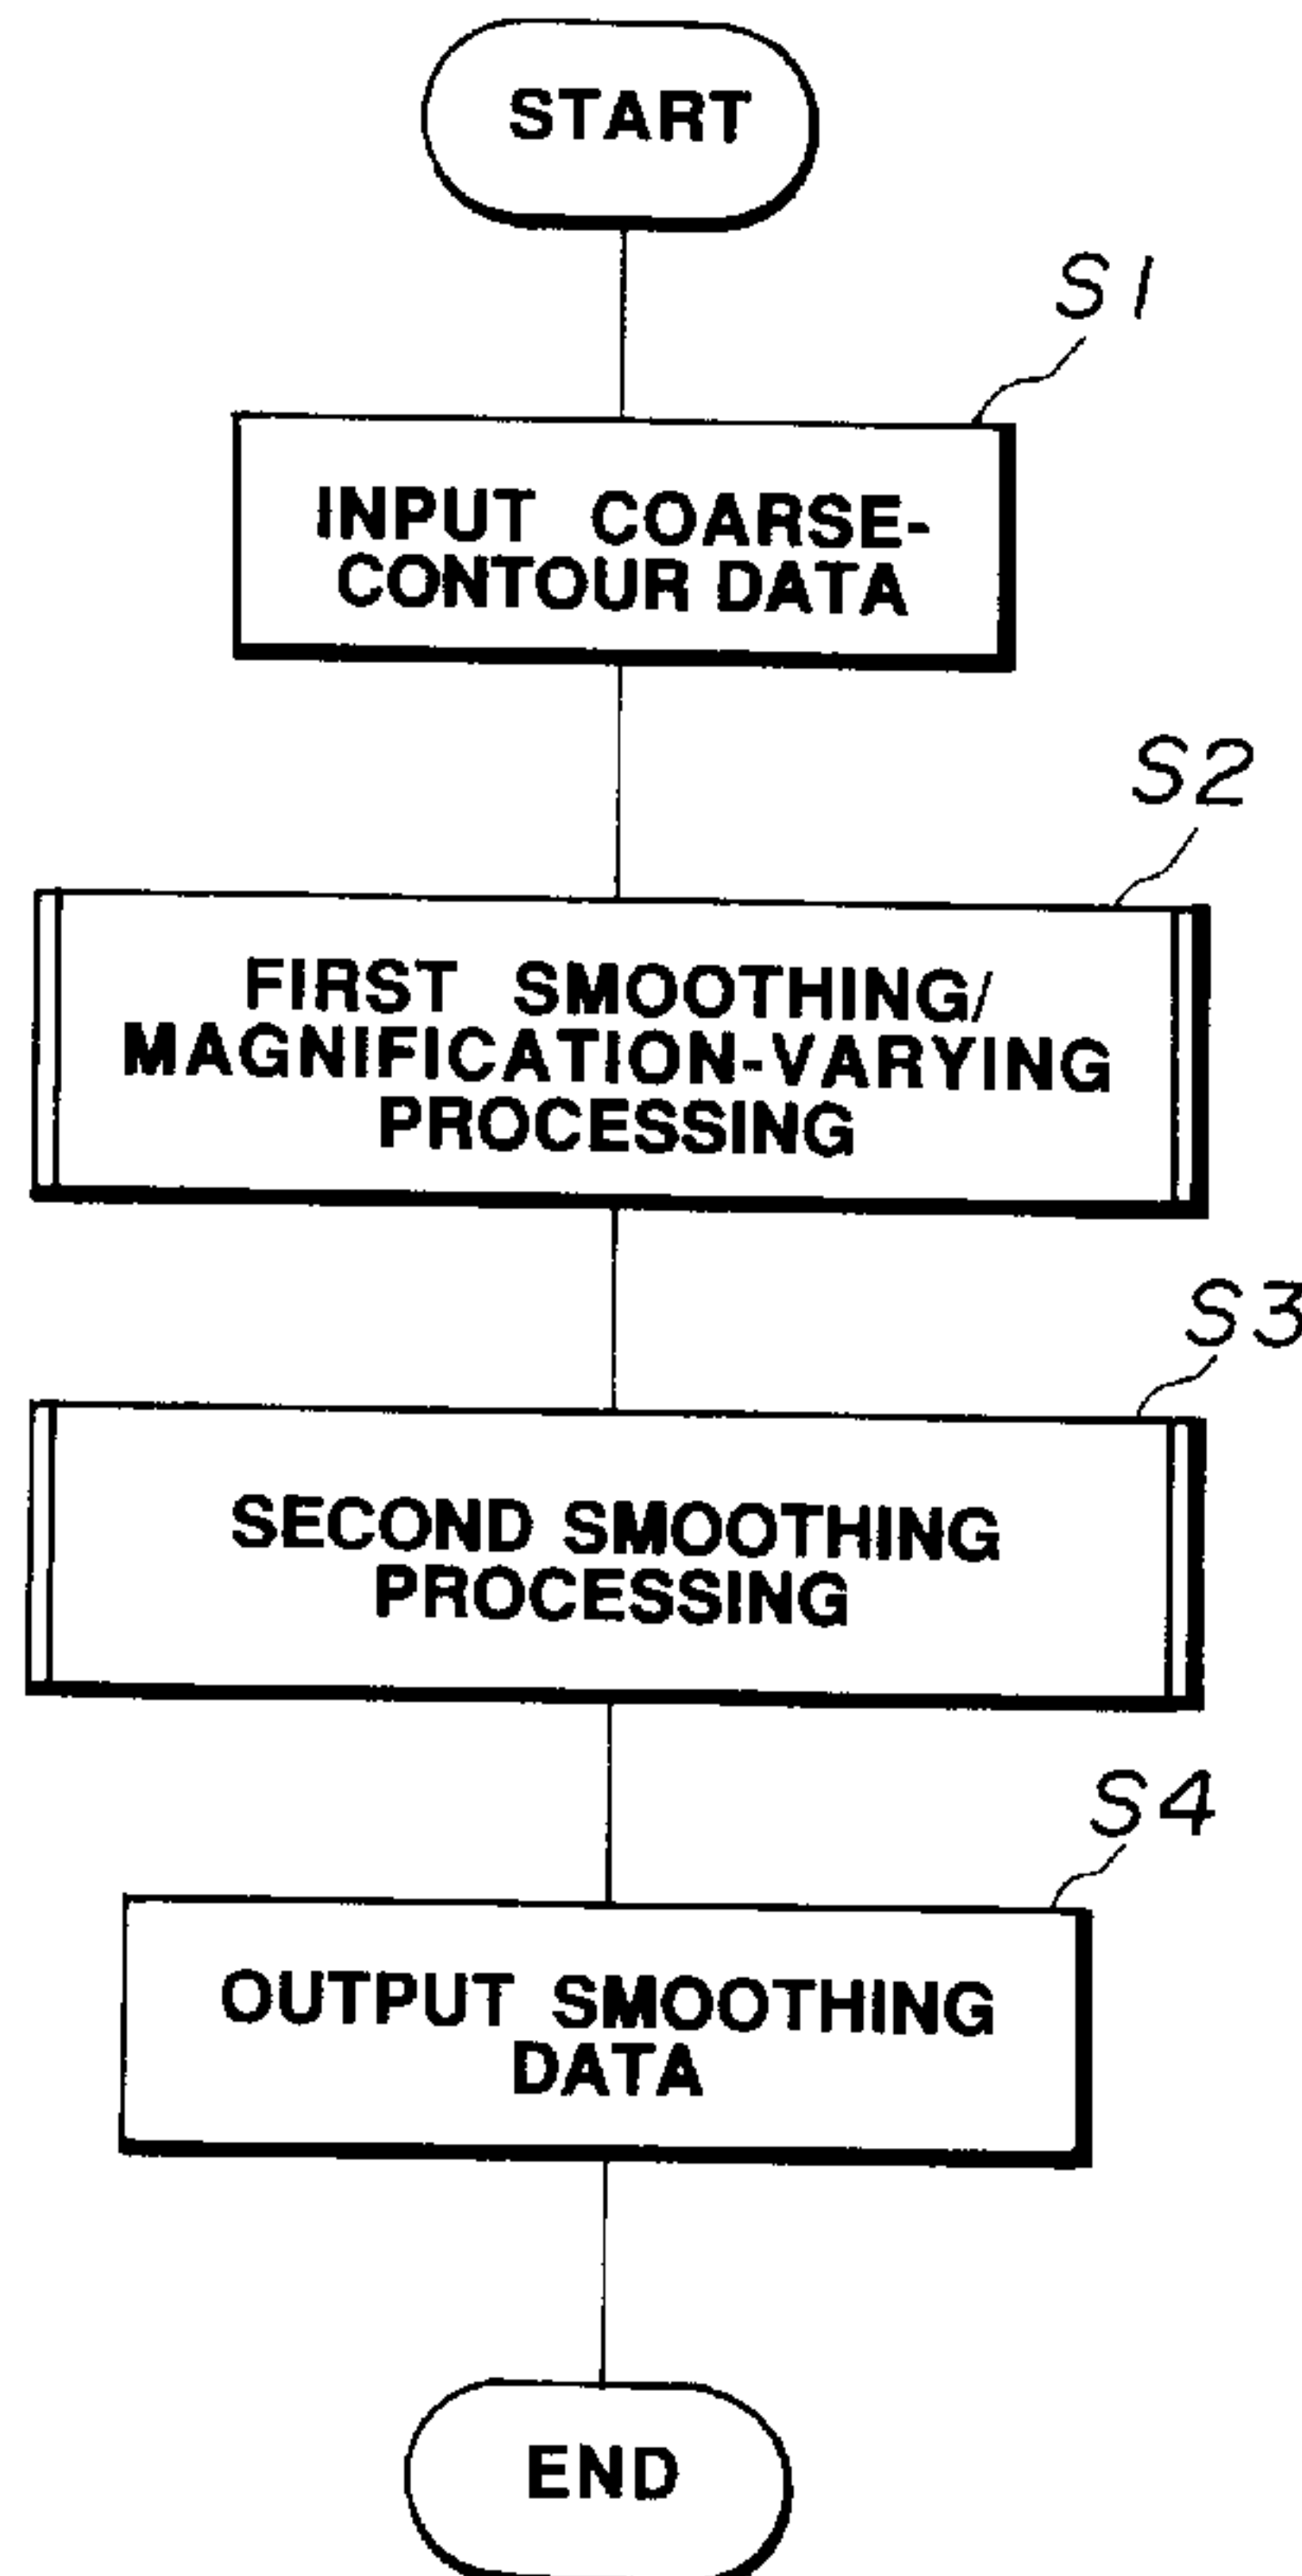 START
S1
INPUT COARSE-
CONTOUR DATA
S2
FIRST SMOOTHING/
MAGNIFICATION-VARYING
PROCESSING
S3
SECOND SMOOTHING
PROCESSING
S4
OUTPUT SMOOTHING
DATA
END